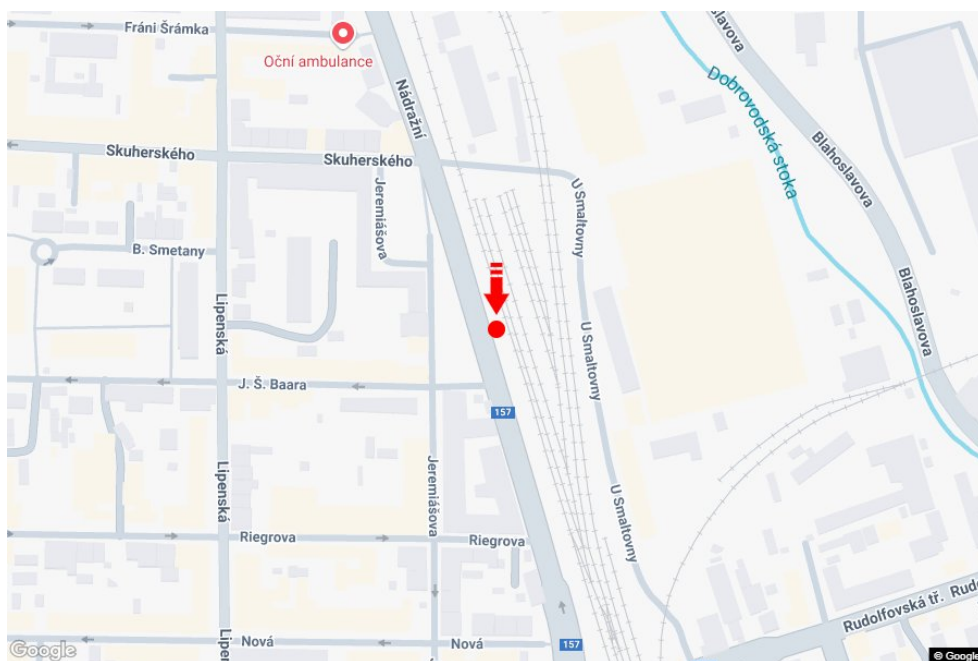 Fráni Šrámka
Oční ambulance
Nádražní
Blahoslavova
Dobrovodská stoka
Blahoslavova
Skuherského
Skuherského
Jeremiášova
U Smaltovny
B. Smetany
Lipenská
U Smaltovny
Blahoslavova
J. Š. Baara
157
Lipenská
Jeremiášova
U Smaltovny
Riegrova
Riegrova
Rudolfovská tř.
Nová
Nová
157
Google
© Google